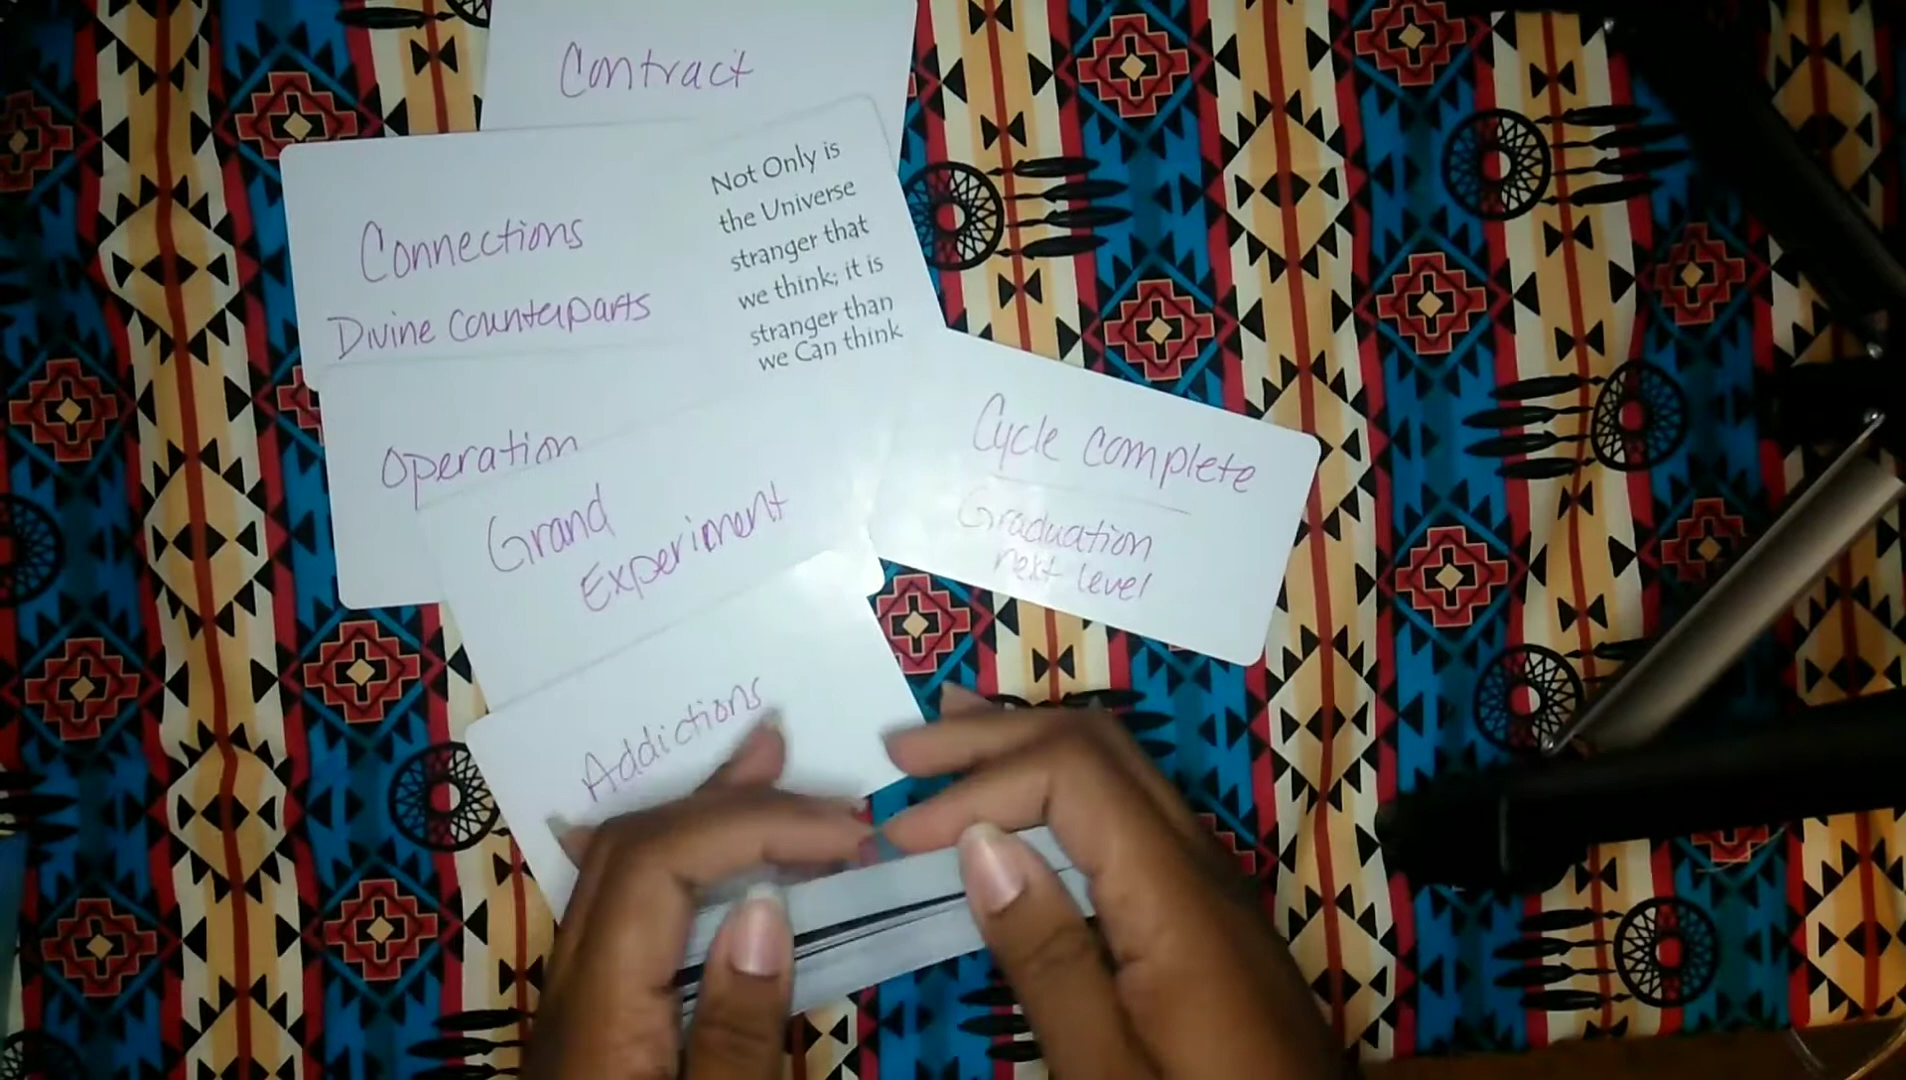 Contract
Connections
Divine Counterparts
Not Only is
the Universe
stranger that
we think; it is
stranger than
we Can think
Operation
Grand
Experiment
Cycle complete
Graduation
next level
Addictions